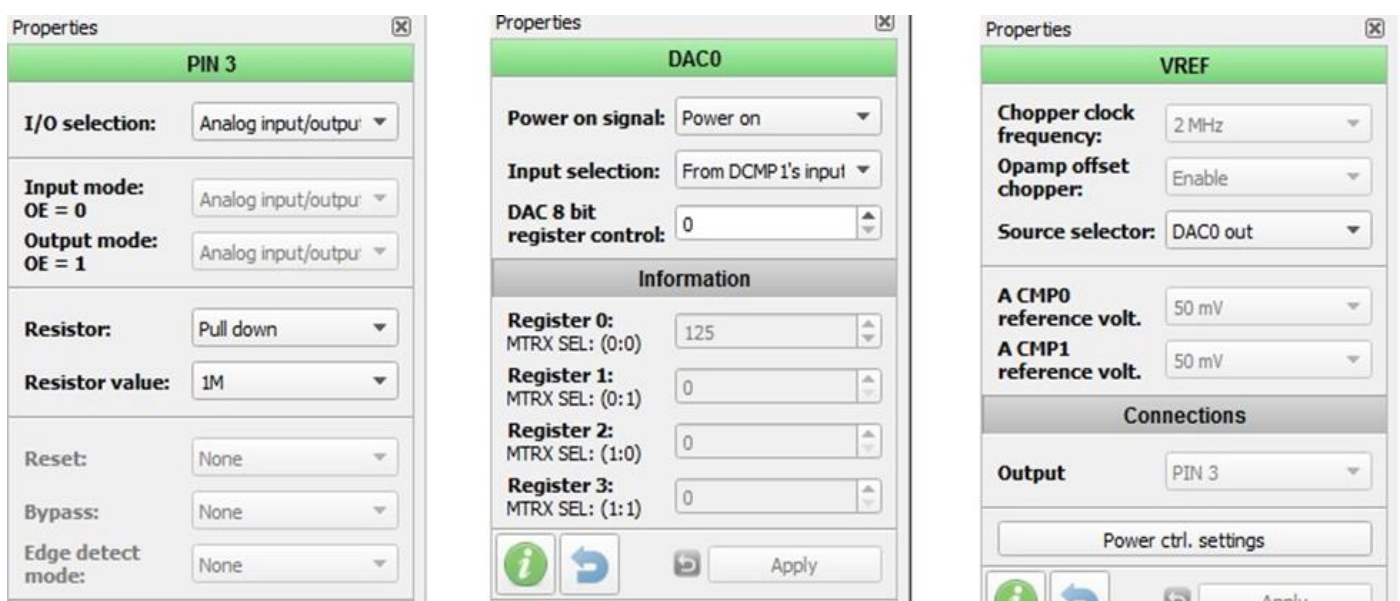 Properties
PIN 3
I/O selection: Analog input/outpu
Input mode:
OE = 0
Analog input/outpu
Output mode:
OE = 1
Analog input/outpu
Resistor: Pull down
Resistor value: 1M
Reset: None
Bypass: None
Edge detect
mode:
None
Properties
DAC0
Power on signal: Power on
Input selection: From DCMP1's input
DAC 8 bit
register control:
0
Information
Register 0:
MTRX SEL: (0:0)
125
Register 1:
MTRX SEL: (0:1)
0
Register 2:
MTRX SEL: (1:0)
0
Register 3:
MTRX SEL: (1:1)
0
Apply
Properties
VREF
Chopper clock
frequency:
2 MHz
Opamp offset
chopper:
Enable
Source selector: DAC0 out
A CMP0
reference volt.
50 mV
A CMP1
reference volt.
50 mV
Connections
Output PIN 3
Power ctrl. settings
Apply